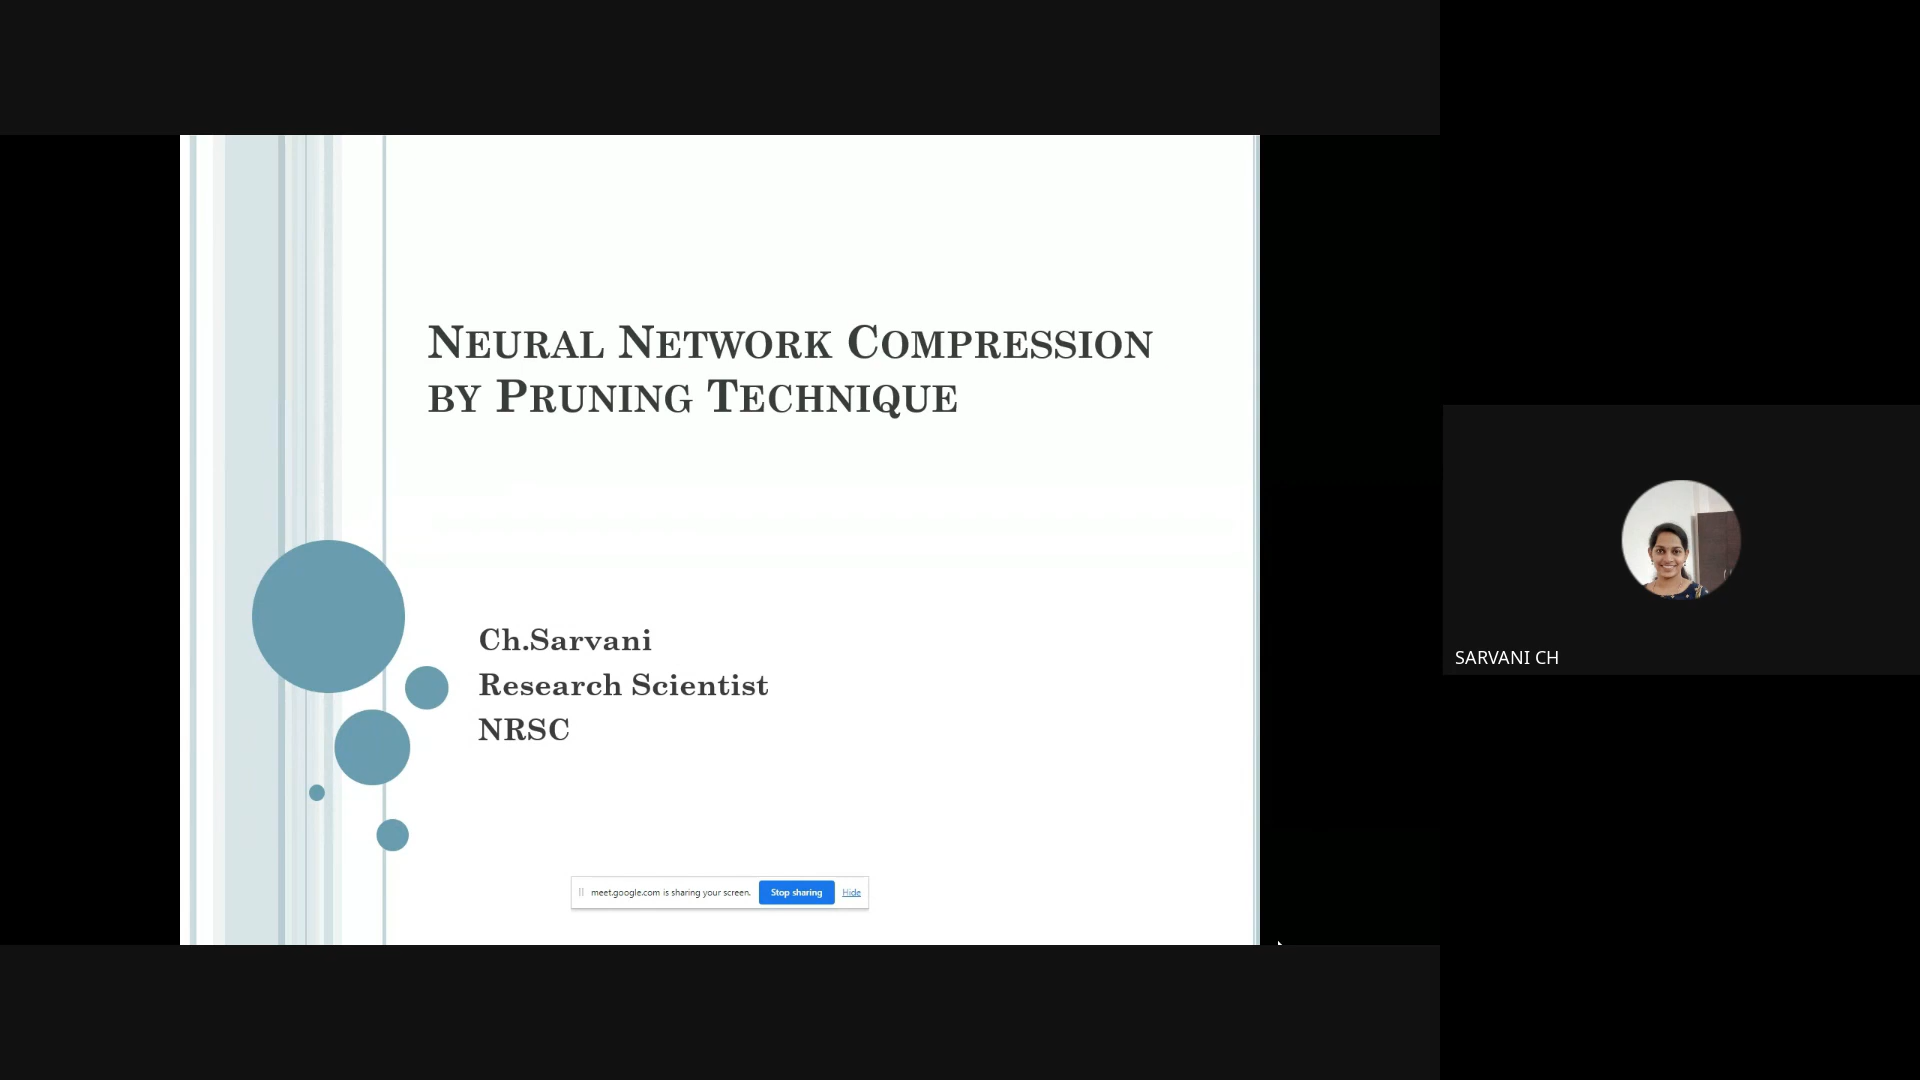 Neural Network Compression
by Pruning Technique
Ch.Sarvani
Research Scientist
NRSC
meet.google.com is sharing your screen. Stop sharing Hide
SARVANI CH